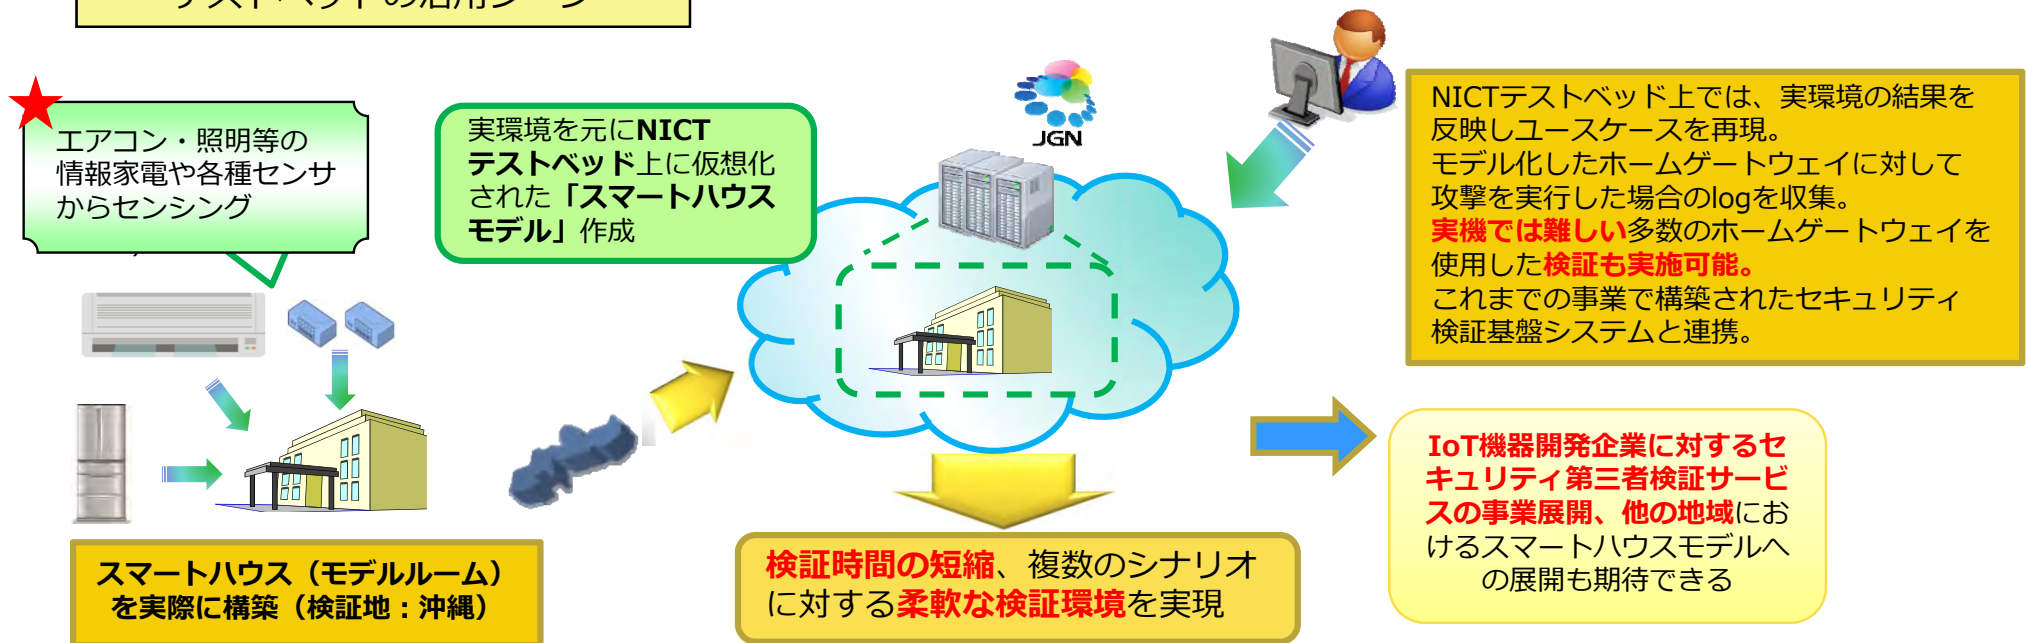 テストベッドの活用シーン
エアコン・照明等の
情報家電や各種センサ
からセンシング
実環境を元にNICT
テストベッド上に仮想化
された「スマートハウス
モデル」作成
JGN
NICTテストベッド上では、実環境の結果を
反映しユースケースを再現。
モデル化したホームゲートウェイに対して
攻撃を実行した場合のlogを収集。
実機では難しい多数のホームゲートウェイを
使用した検証も実施可能。
これまでの事業で構築されたセキュリティ
検証基盤システムと連携。
スマートハウス（モデルルーム）
を実際に構築（検証地：沖縄）
検証時間の短縮、複数のシナリオ
に対する柔軟な検証環境を実現
IoT機器開発企業に対するセ
キュリティ第三者検証サービ
スの事業展開、他の地域にお
けるスマートハウスモデルへ
の展開も期待できる